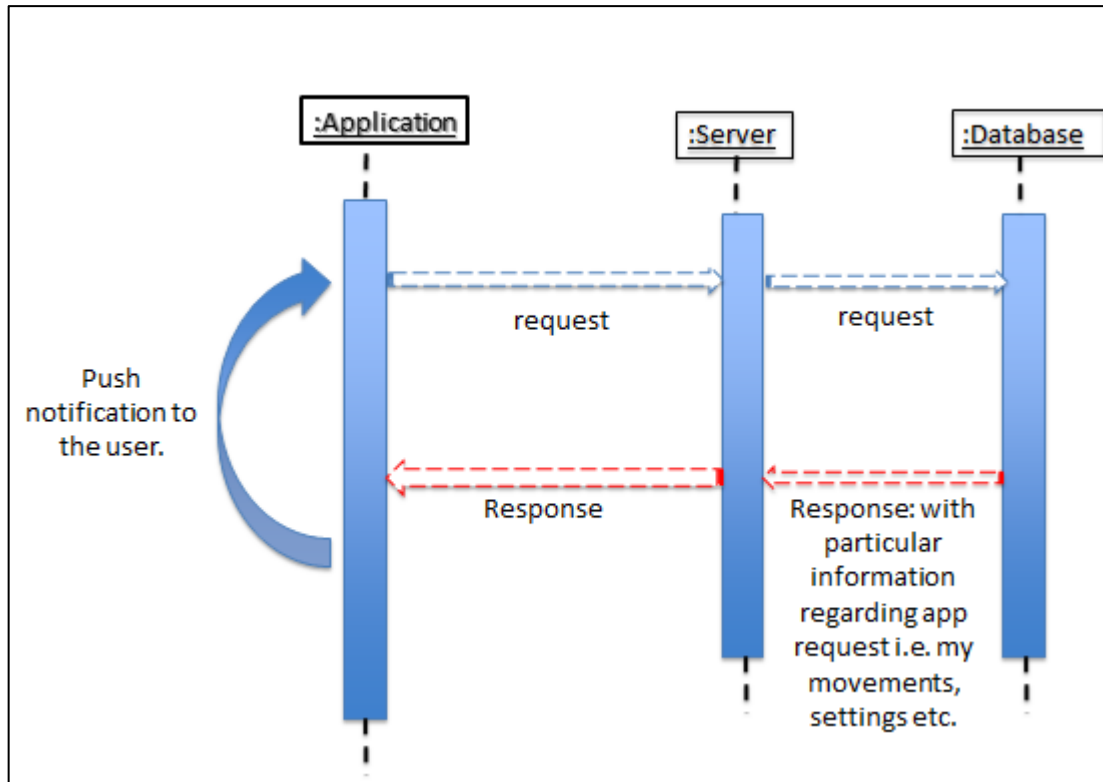 :Application
:Server
:Database
request
request
Push
notification to
the user.
Response
Response: with
particular
information
regarding app
request i.e. my
movements,
settings etc.